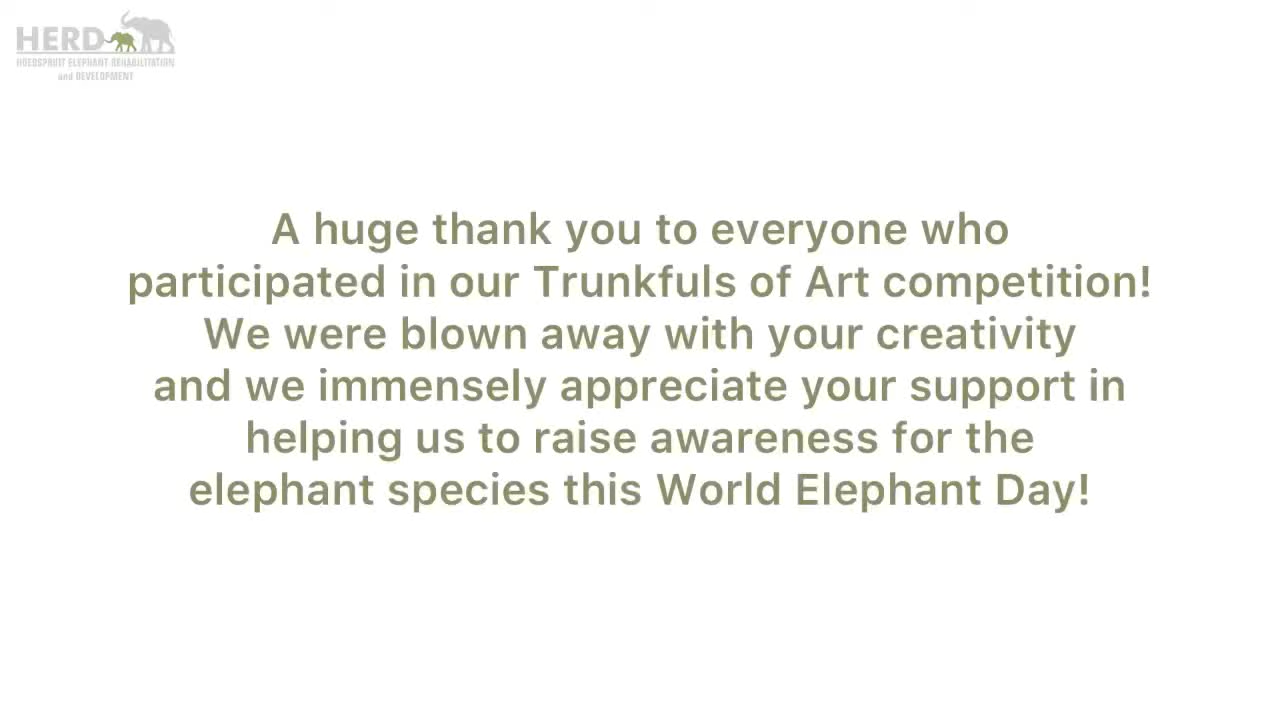 HERD
HOEDSPRUIT ELEPHANT REHABILITATION
and DEVELOPMENT
A huge thank you to everyone who
participated in our Trunkfuls of Art competition!
We were blown away with your creativity
and we immensely appreciate your support in
helping us to raise awareness for the
elephant species this World Elephant Day!